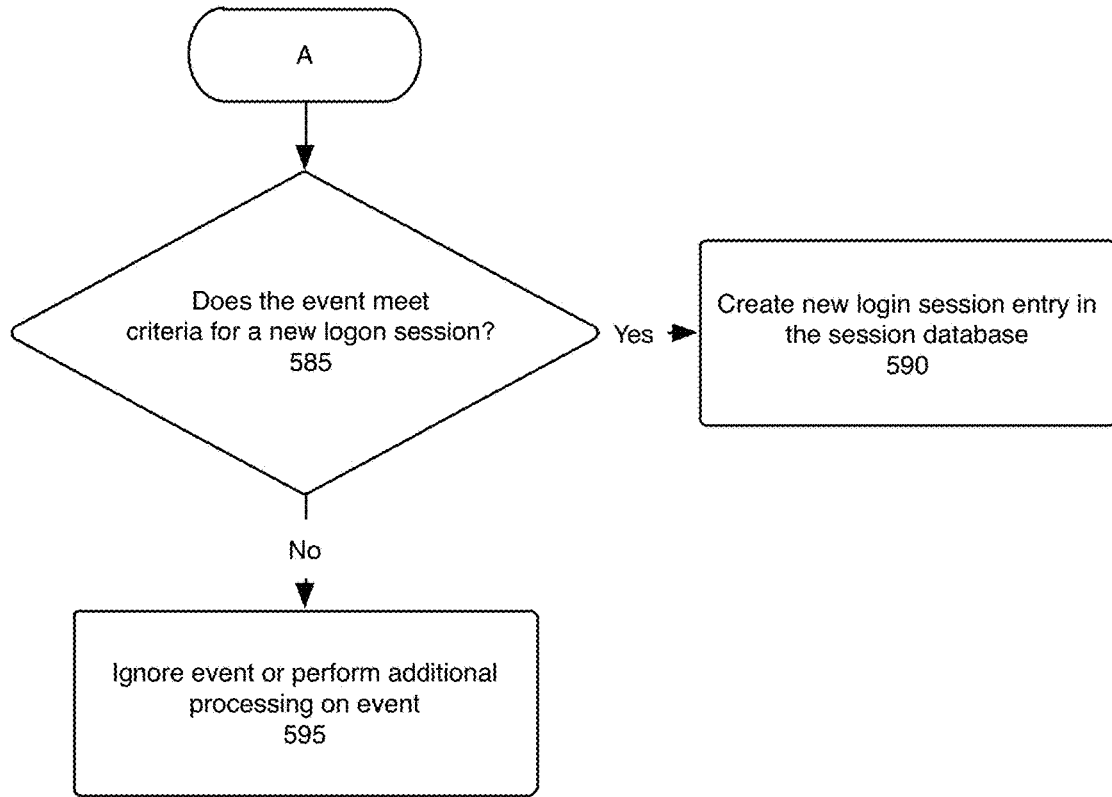 A
Does the event meet
criteria for a new logon session?
585
Yes
Create new login session entry in
the session database
590
No
Ignore event or perform additional
processing on event
595